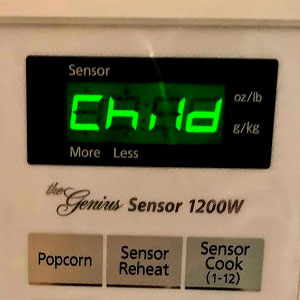 Sensor
Child
oz/lb
g/kg
More Less
the Genius Sensor 1200W
Popcorn
Sensor
Reheat
Sensor
Cook
(1-12)